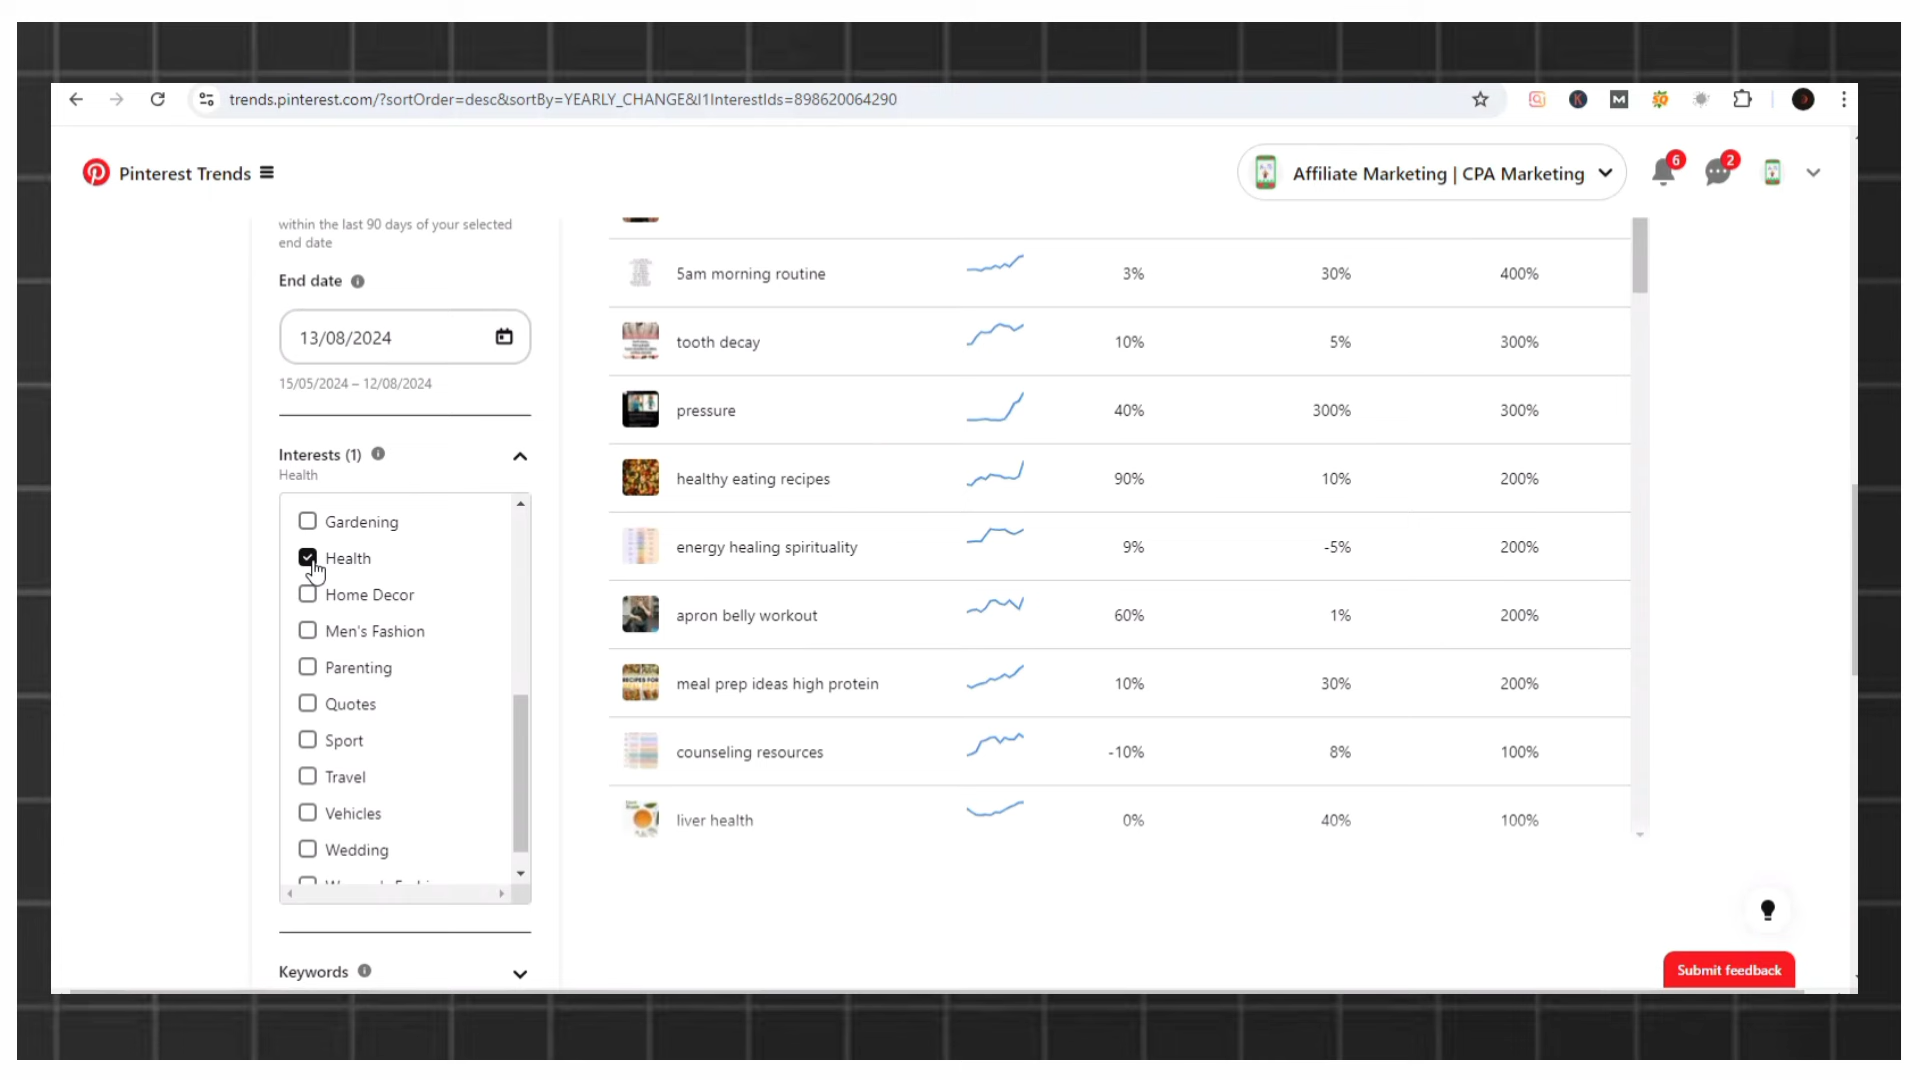 trends.pinterest.com/?sortOrder=desc&sortBy=YEARLY_CHANGE&l1InterestIds=898620064290
Pinterest Trends
Affiliate Marketing | CPA Marketing
6
2
within the last 90 days of your selected
end date
End date
13/08/2024
15/05/2024 – 12/08/2024
Interests (1)
Health
Gardening
Health
Home Decor
Men's Fashion
Parenting
Quotes
Sport
Travel
Vehicles
Wedding
Keywords
5am morning routine 3% 30% 400%
tooth decay 10% 5% 300%
pressure 40% 300% 300%
healthy eating recipes 90% 10% 200%
energy healing spirituality 9% -5% 200%
apron belly workout 60% 1% 200%
meal prep ideas high protein 10% 30% 200%
counseling resources -10% 8% 100%
liver health 0% 40% 100%
Submit feedback